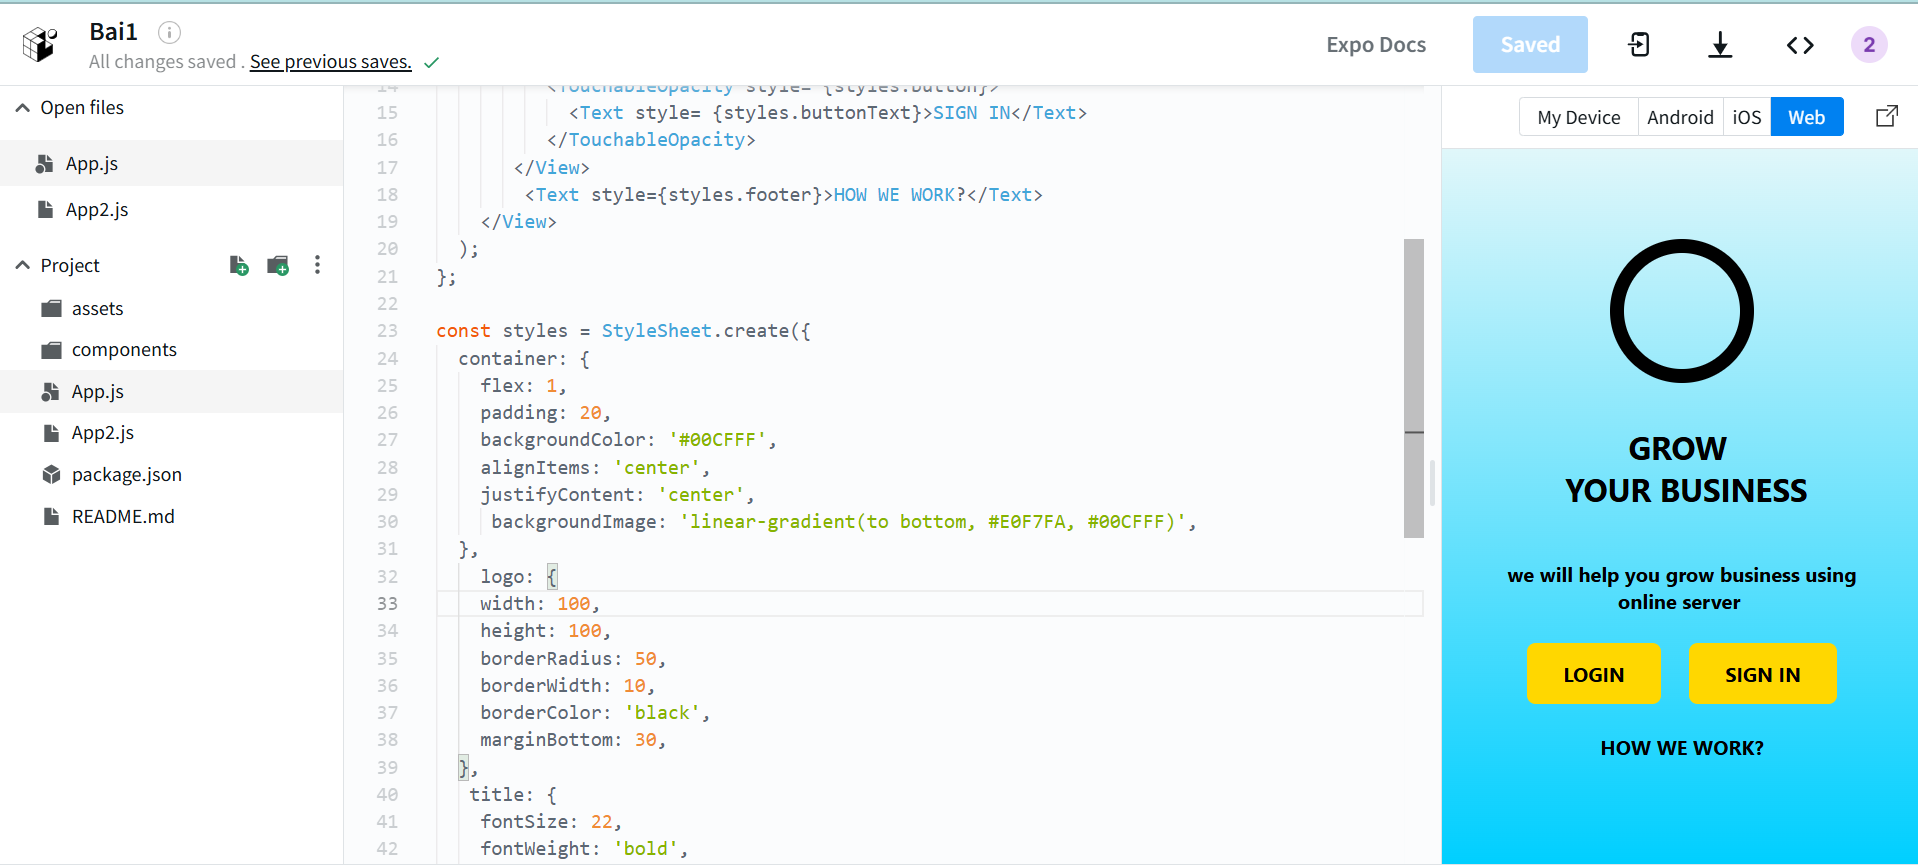 Bai1
All changes saved . See previous saves.
Expo Docs
Saved
2
Open files
App.js
App2.js
Project
assets
components
App.js
App2.js
package.json
README.md
14 <TouchableOpacity style= {styles.button}>
15 <Text style= {styles.buttonText}>SIGN IN</Text>
16 </TouchableOpacity>
17 </View>
18 <Text style={styles.footer}>HOW WE WORK?</Text>
19 </View>
20 );
21 };
22
23 const styles = StyleSheet.create({
24 container: {
25 flex: 1,
26 padding: 20,
27 backgroundColor: '#00CFFF',
28 alignItems: 'center',
29 justifyContent: 'center',
30 backgroundImage: 'linear-gradient(to bottom, #E0F7FA, #00CFFF)',
31 },
32 logo: {
33 width: 100,
34 height: 100,
35 borderRadius: 50,
36 borderWidth: 10,
37 borderColor: 'black',
38 marginBottom: 30,
39 },
40 title: {
41 fontSize: 22,
42 fontWeight: 'bold',
My Device
Android
iOS
Web
GROW
YOUR BUSINESS
we will help you grow business using
online server
LOGIN
SIGN IN
HOW WE WORK?